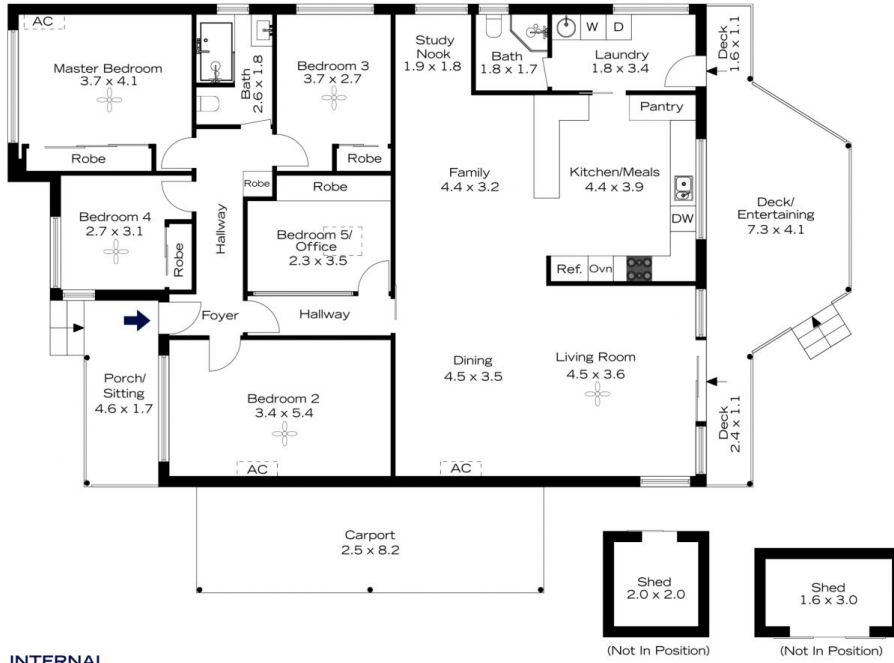 AC
Master Bedroom
3.7 x 4.1
Robe
Bath
2.6 x 1.8
Bedroom 3
3.7 x 2.7
Robe
Study
Nook
1.9 x 1.8
Bath
1.8 x 1.7
W
D
Laundry
1.8 x 3.4
Deck
1.6 x 1.1
Pantry
Family
4.4 x 3.2
Kitchen/Meals
4.4 x 3.9
DW
Ref.
Ovn
Deck/
Entertaining
7.3 x 4.1
Bedroom 4
2.7 x 3.1
Robe
Hallway
Robe
Robe
Bedroom 5/
Office
2.3 x 3.5
Foyer
Hallway
Porch/
Sitting
4.6 x 1.7
Bedroom 2
3.4 x 5.4
AC
Dining
4.5 x 3.5
AC
Living Room
4.5 x 3.6
Deck
2.4 x 1.1
Carport
2.5 x 8.2
Shed
2.0 x 2.0
(Not In Position)
Shed
1.6 x 3.0
(Not In Position)
INTERNAL